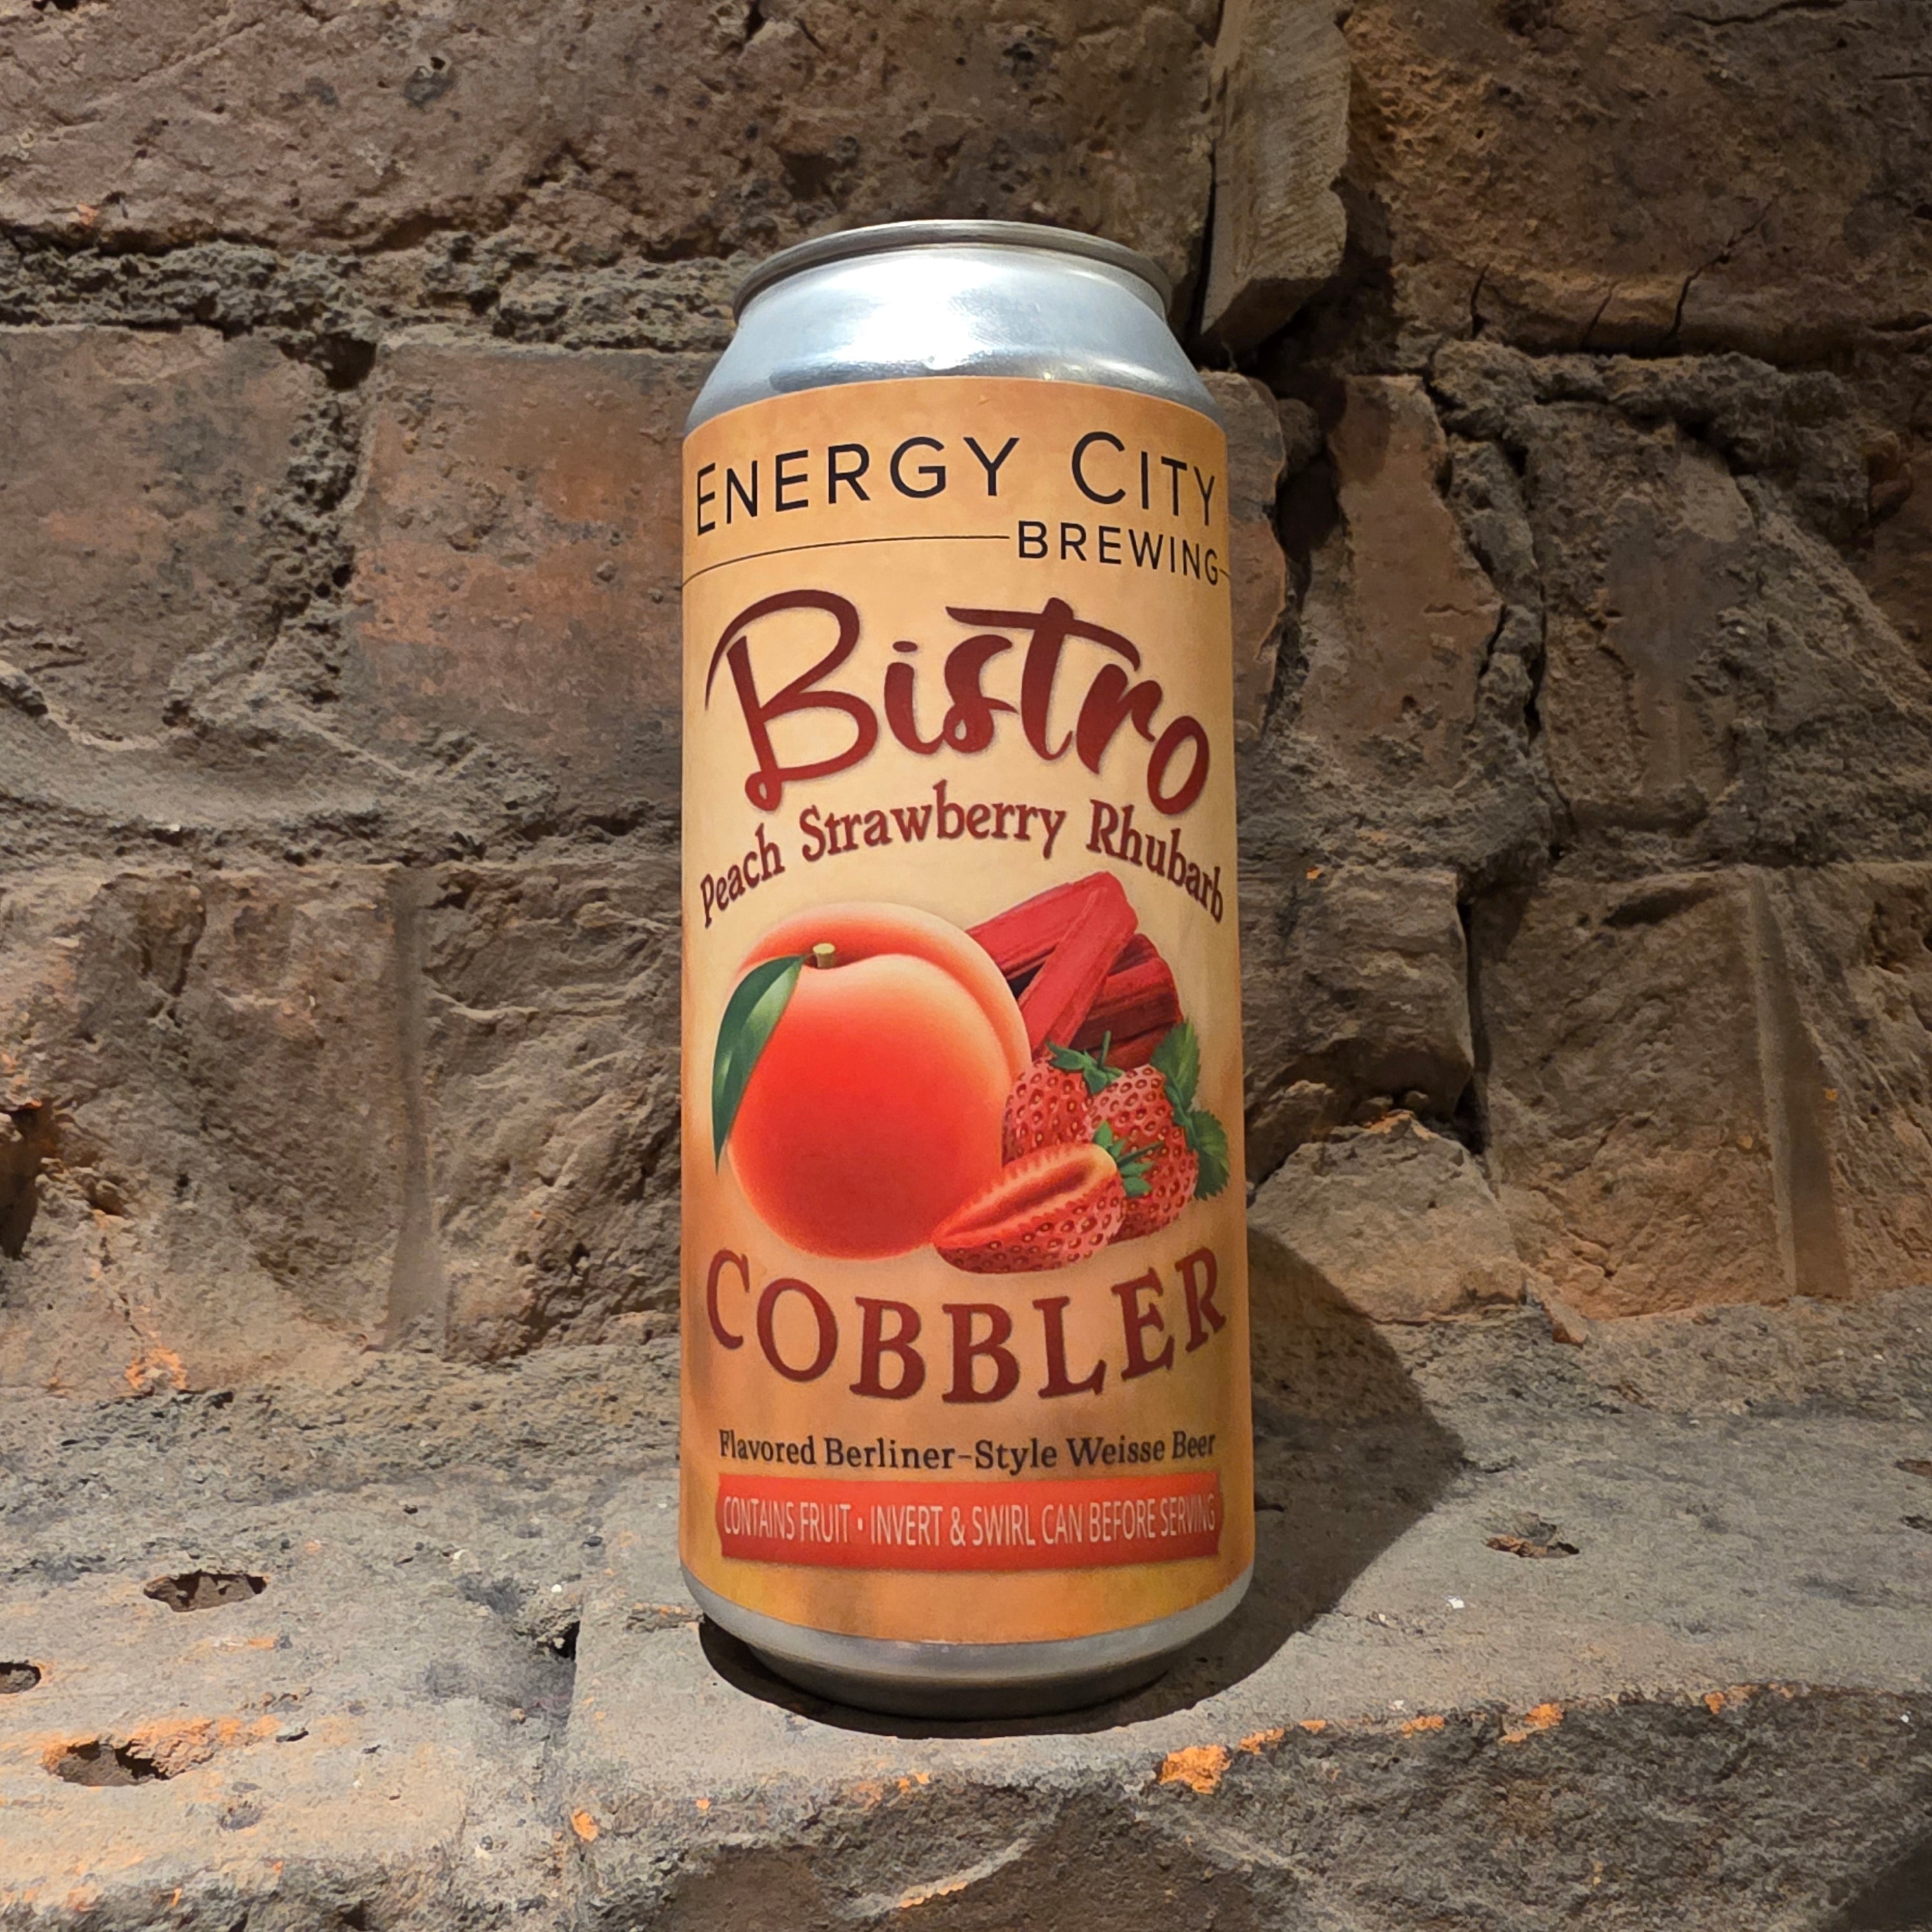 ENERGY CITY
BREWING
Bistro
Peach Strawberry Rhubarb
COBBLER
Flavored Berliner-Style Weisse Beer
CONTAINS FRUIT • INVERT & SWIRL CAN BEFORE SERVING